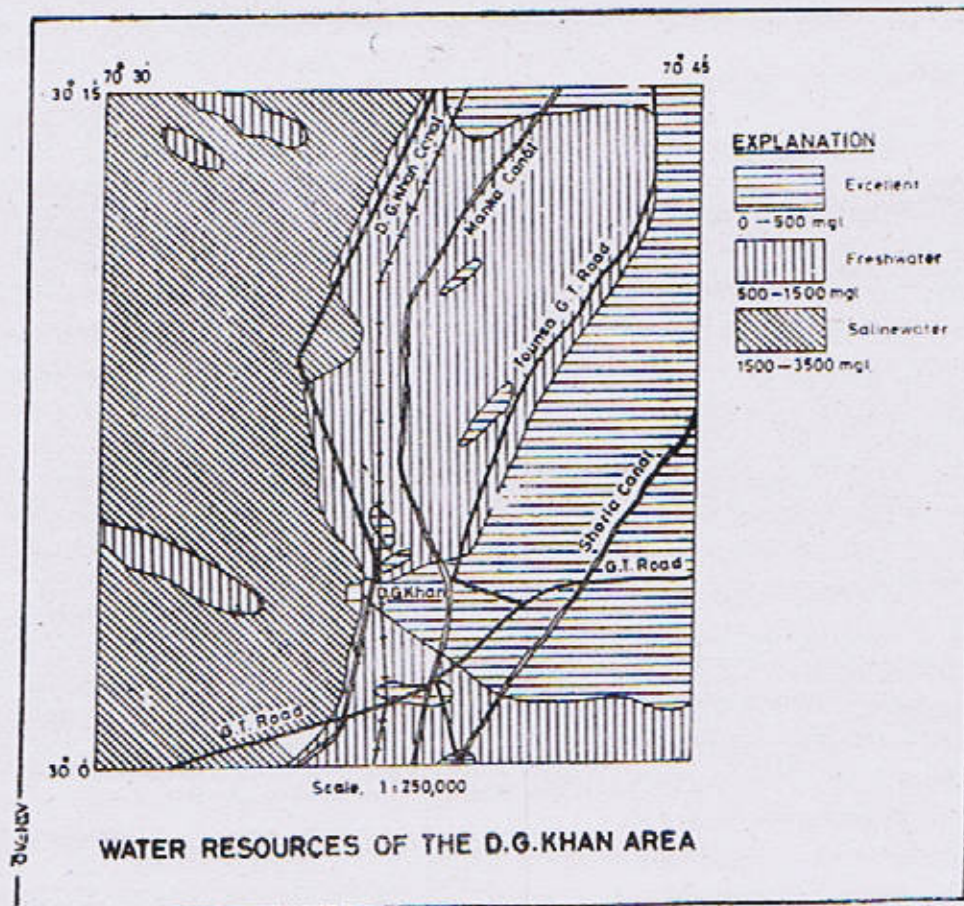 70° 30'
70° 45'
30° 15'
D.G.Khan Canal
Manka Canal
Tounsa G.T. Road
Shoria Canal
G.T. Road
D.G.Khan
G.T. Road
30° 0'
Scale, 1:250,000
EXPLANATION
Excellent
0-500 mgl.
Freshwater
500-1500 mgl
Salinewater
1500-3500 mgl.
WATER RESOURCES OF THE D.G.KHAN AREA